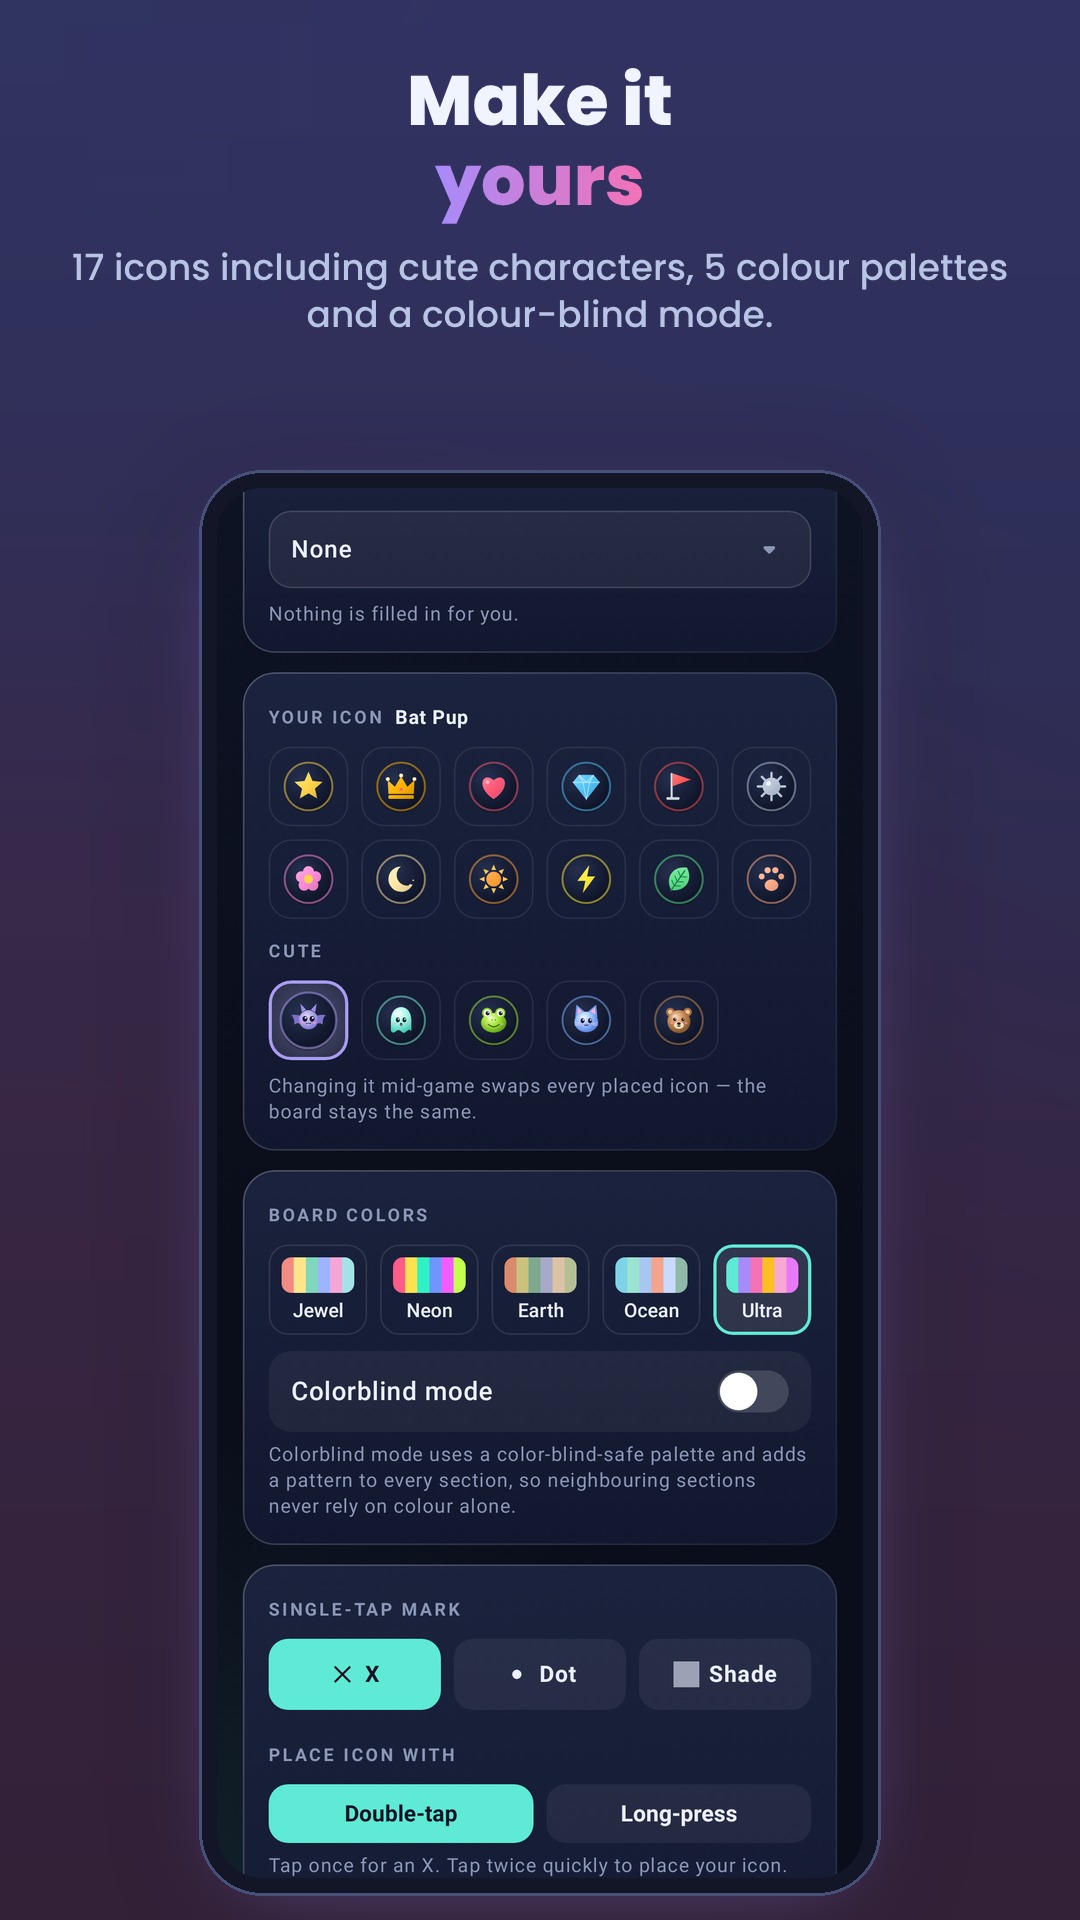 Make it
yours
17 icons including cute characters, 5 colour palettes
and a colour-blind mode.
None
Nothing is filled in for you.
YOUR ICON Bat Pup
CUTE
Changing it mid-game swaps every placed icon — the
board stays the same.
BOARD COLORS
Jewel Neon Earth Ocean Ultra
Colorblind mode
Colorblind mode uses a color-blind-safe palette and adds
a pattern to every section, so neighbouring sections
never rely on colour alone.
SINGLE-TAP MARK
X Dot Shade
PLACE ICON WITH
Double-tap Long-press
Tap once for an X. Tap twice quickly to place your icon.